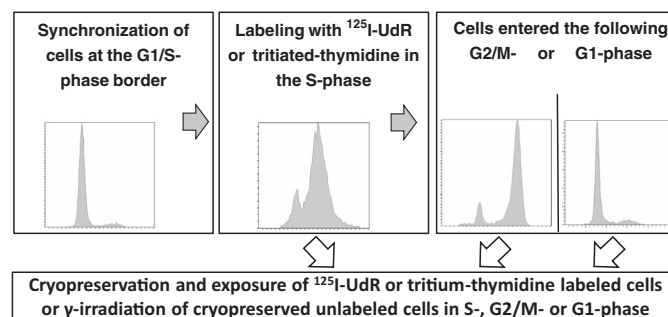 Synchronization of
cells at the G1/S-
phase border
Labeling with ¹²⁵I-UdR
or tritiated-thymidine in
the S-phase
Cells entered the following
G2/M- or G1-phase
Cryopreservation and exposure of ¹²⁵I-UdR or tritium-thymidine labeled cells
or γ-irradiation of cryopreserved unlabeled cells in S-, G2/M- or G1-phase